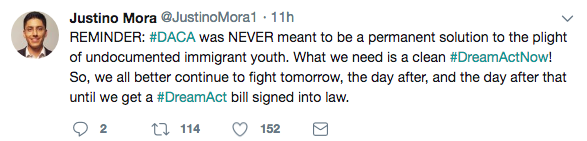 Justino Mora @JustinoMora1 · 11h
REMINDER: #DACA was NEVER meant to be a permanent solution to the plight
of undocumented immigrant youth. What we need is a clean #DreamActNow!
So, we all better continue to fight tomorrow, the day after, and the day after that
until we get a #DreamAct bill signed into law.
2 114 152